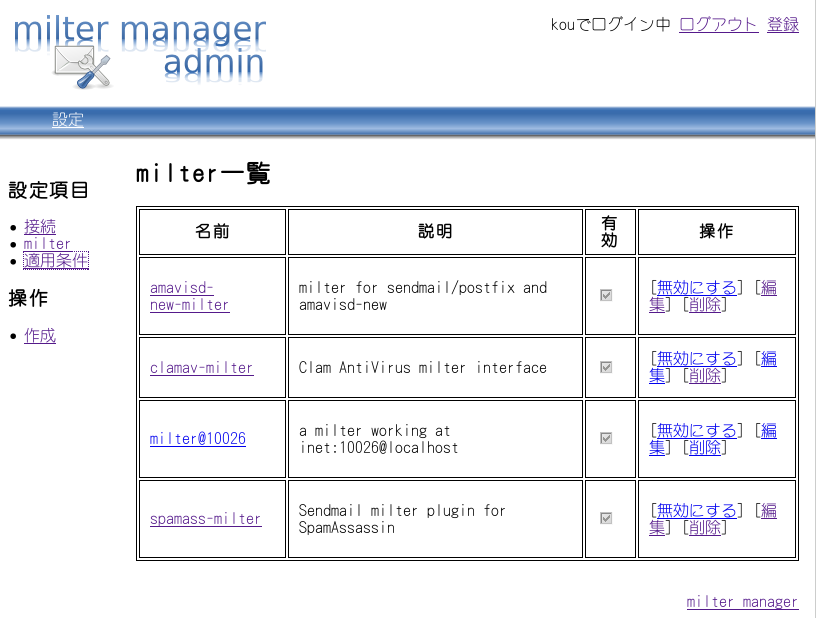 milter manager
admin
kouでログイン中 ログアウト 登録
設定
設定項目
• 接続
• milter
• 適用条件
操作
• 作成
milter一覧
名前 説明 有効 操作
amavisd-
new-milter
milter for sendmail/postfix and
amavisd-new
[無効にする] [編
集] [削除]
clamav-milter
Clam AntiVirus milter interface
[無効にする] [編
集] [削除]
milter@10026
a milter working at
inet:10026@localhost
[無効にする] [編
集] [削除]
spamass-milter
Sendmail milter plugin for
SpamAssassin
[無効にする] [編
集] [削除]
milter manager